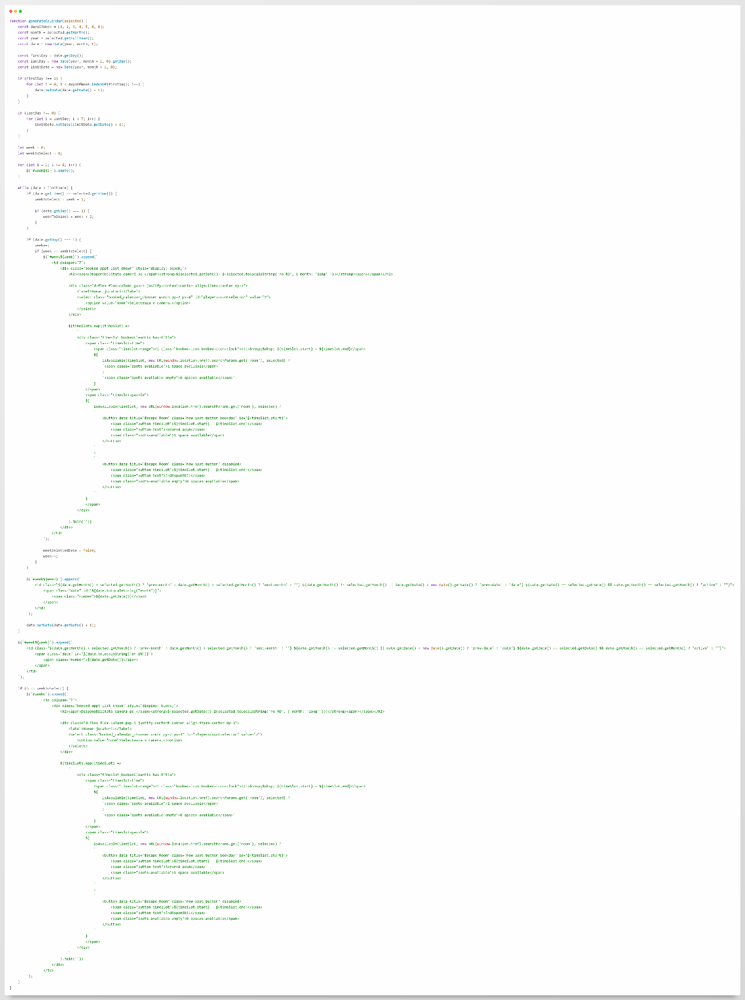 function generateCalendar(selected) {
    const daysOfWeek = [1, 2, 3, 4, 5, 6, 0];
    const month = selected.getMonth();
    const year = selected.getFullYear();
    const date = new Date(year, month, 1);

    const firstDay = date.getDay();
    const lastDay = new Date(year, month + 1, 0).getDay();
    const limitDate = new Date(year, month + 1, 0);

    if (firstDay !== 1) {
        for (let i = 0; i < daysOfWeek.indexOf(firstDay); i++) {
            date.setDate(date.getDate() - 1);
        }
    }

    if (lastDay !== 0) {
        for (let i = lastDay; i < 7; i++) {
            limitDate.setDate(limitDate.getDate() + 1);
        }
    }

    let week = 0;
    let weekToSelect = 0;

    for (let i = 1; i <= 6; i++) {
        $(`#week${i}`).empty();
    }

    while (date < limitDate) {
        if (date.getTime() == selected.getTime()) {
            weekToSelect = week + 1;

            if (date.getDay() === 1) {
                weekToSelect = week + 2;
            }
        }

        if (date.getDay() === 1) {
            week++;
            if (week == weekToSelect) {
                $(`#week${week}`).append(`
                    <td colspan="7">
                        <div class="booked-appt-list shown" style="display: block;">
                            <h2><span>Disponibilitate cameră pe </span><strong>${selected.getDate()} ${selected.toLocaleString('ro-RO', { month: 'long' })}</strong><span></span></h2>

                            <div class="d-flex flex-column gap-5 justify-content-center align-items-center my-3">
                                <label>Numar jucatori:</label>
                                <select class="booked_calendar_chooser w-min py-2 px-4" id="playerscountselector" value="2">
                                    <option value="none">Selecteaza o camera.</option>
                                </select>
                            </div>

                            ${timeSlots.map((timeSlot) =>
                                `
                                <div class="timeslot bookedClearFix has-title">
                                    <span class="timeslot-time">
                                        <span class="timeslot-range"><i class="booked-icon booked-icon-clock"></i>&nbsp;&nbsp; ${timeSlot.start} - ${timeSlot.end}</span>
                                        ${
                                            isAvailable(timeSlot, new URL(window.location.href).searchParams.get('room'), selected) ?
                                            `<span class="spots-available">1 space available</span>`
                                            :
                                            `<span class="spots-available empty">0 spaces available</span>`
                                        }
                                    </span>
                                    <span class="timeslot-people">
                                    ${
                                        isAvailable(timeSlot, new URL(window.location.href).searchParams.get('room'), selected) ?
                                        `
                                            <button data-title="Escape Room" class="new-appt button bookday" id="${timeSlot.start}">
                                                <span class="button-timeslot">${timeSlot.start} - ${timeSlot.end}</span>
                                                <span class="button-text">Rezervă acum</span>
                                                <span class="spots-available">1 space available</span>
                                            </button>
                                        `
                                        :
                                        `
                                            <button data-title="Escape Room" class="new-appt button" disabled>
                                                <span class="button-timeslot">${timeSlot.start} - ${timeSlot.end}</span>
                                                <span class="button-text">Indisponibil</span>
                                                <span class="spots-available empty">0 spaces available</span>
                                            </button>
                                        `
                                    }
                                    </span>
                                </div>
                                `
                            ).join('')}
                        </div>
                    </td>
                `);

                meetSelectedDate = false;
                week++;
            }
        }

        $(`#week${week}`).append(`
            <td class="${date.getMonth() < selected.getMonth() ? 'prev-month' : date.getMonth() > selected.getMonth() ? 'next-month' : ''} ${date.getMonth() != selected.getMonth() || date.getDate() < new Date().getDate() ? 'prev-date' : 'date'} ${date.getDate() == selected.getDate() && date.getMonth() == selected.getMonth() ? "active" : ""}">
                <span class="date" id="${date.toLocaleString("en-EN")}">
                    <span class="number">${date.getDate()}</span>
                </span>
            </td>
        `);

        date.setDate(date.getDate() + 1);
    }

    $(`#week${week}`).append(`
        <td class="${date.getMonth() < selected.getMonth() ? 'prev-month' : date.getMonth() > selected.getMonth() ? 'next-month' : ''} ${date.getMonth() != selected.getMonth() || date.getDate() < new Date().getDate() ? 'prev-date' : 'date'} ${date.getDate() == selected.getDate() && date.getMonth() == selected.getMonth() ? "active" : ""}">
            <span class="date" id="${date.toLocaleString("en-EN")}">
                <span class="number">${date.getDate()}</span>
            </span>
        </td>
    `);

    if (6 == weekToSelect) {
        $(`#week6`).append(`
                <td colspan="7">
                    <div class="booked-appt-list shown" style="display: block;">
                        <h2><span>Disponibilitate camera pe </span><strong>${selected.getDate()} ${selected.toLocaleString('ro-RO', { month: 'long' })}</strong><span></span></h2>

                        <div class="d-flex flex-column gap-5 justify-content-center align-items-center my-3">
                            <label>Numar jucatori:</label>
                            <select class="booked_calendar_chooser w-min py-2 px-4" id="playerscountselector" value="2">
                                <option value="none">Selecteaza o camera.</option>
                            </select>
                        </div>

                        ${timeSlots.map((timeSlot) =>
                            `
                                <div class="timeslot bookedClearFix has-title">
                                    <span class="timeslot-time">
                                        <span class="timeslot-range"><i class="booked-icon booked-icon-clock"></i>&nbsp;&nbsp; ${timeSlot.start} - ${timeSlot.end}</span>
                                        ${
                                            isAvailable(timeSlot, new URL(window.location.href).searchParams.get('room'), selected) ?
                                            `<span class="spots-available">1 space available</span>`
                                            :
                                            `<span class="spots-available empty">0 spaces available</span>`
                                        }
                                    </span>
                                    <span class="timeslot-people">
                                    ${
                                        isAvailable(timeSlot, new URL(window.location.href).searchParams.get('room'), selected) ?
                                        `
                                            <button data-title="Escape Room" class="new-appt button bookday" id="${timeSlot.start}">
                                                <span class="button-timeslot">${timeSlot.start} - ${timeSlot.end}</span>
                                                <span class="button-text">Rezervă acum</span>
                                                <span class="spots-available">1 space available</span>
                                            </button>
                                        `
                                        :
                                        `
                                            <button data-title="Escape Room" class="new-appt button" disabled>
                                                <span class="button-timeslot">${timeSlot.start} - ${timeSlot.end}</span>
                                                <span class="button-text">Indisponibil</span>
                                                <span class="spots-available empty">0 spaces available</span>
                                            </button>
                                        `
                                    }
                                    </span>
                                </div>
                            `
                        ).join('')}
                    </div>
                </td>
        `);
    }
}